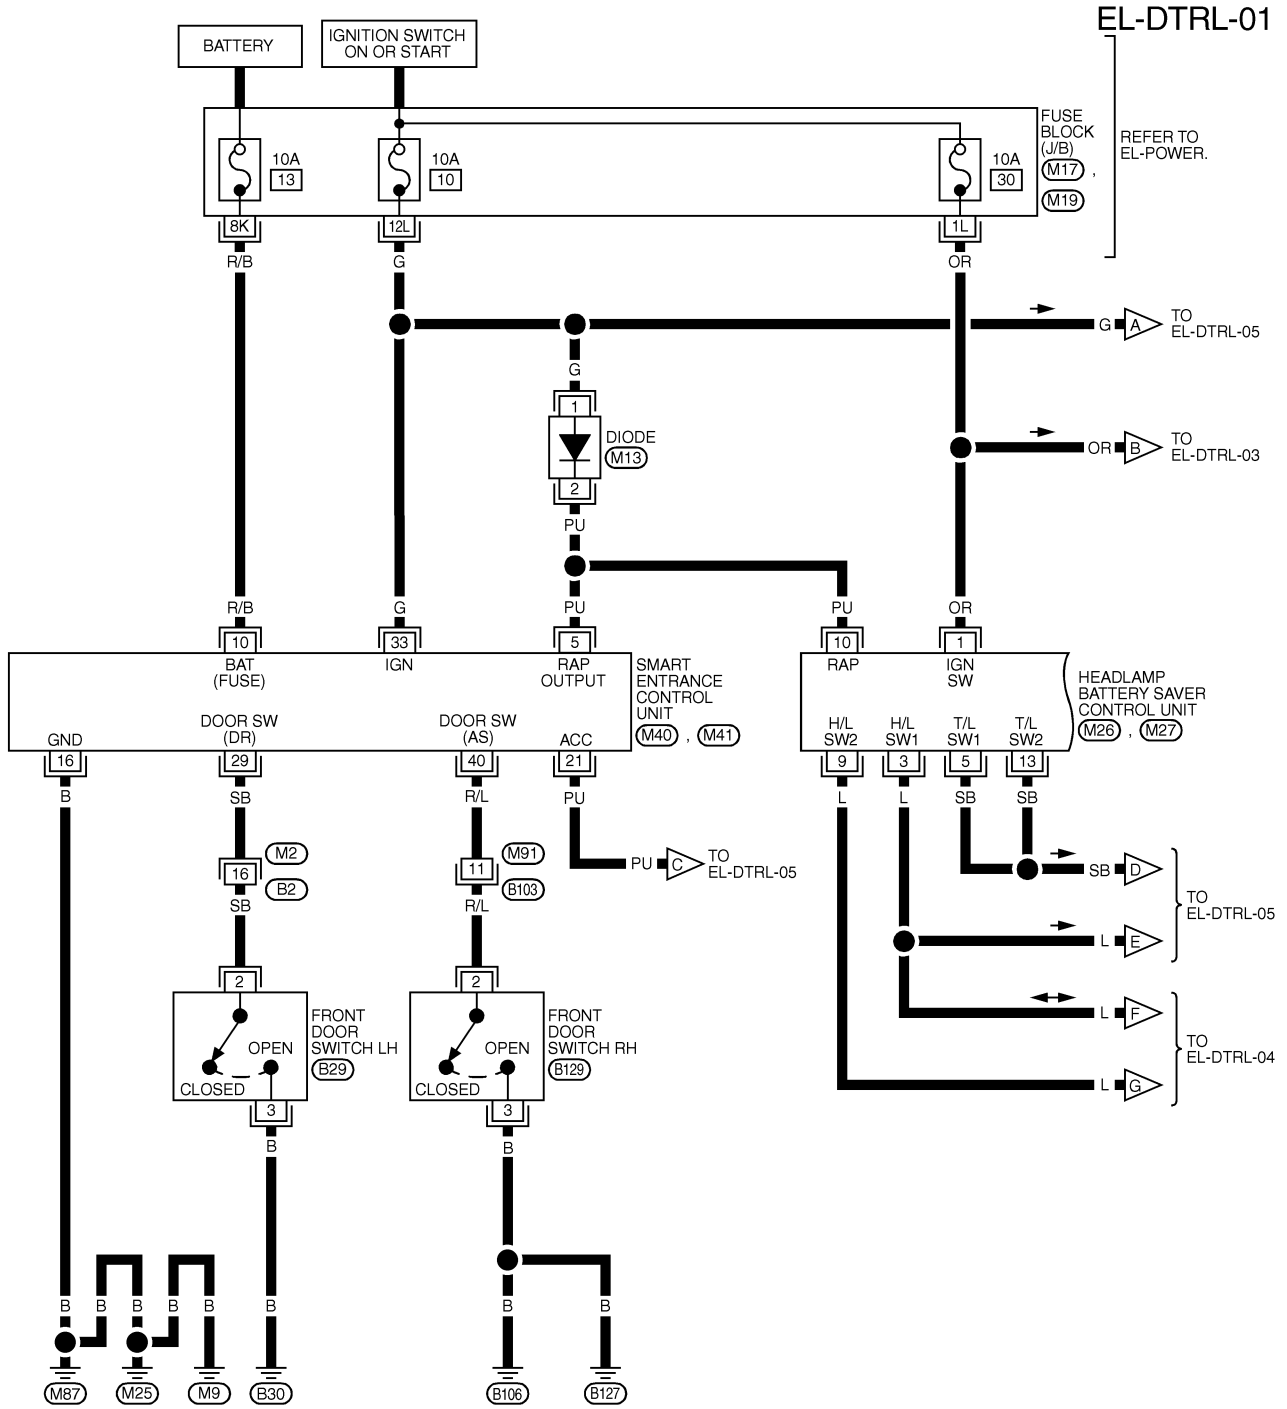 EL-DTRL-01
BATTERY
IGNITION SWITCH
ON OR START
FUSE
BLOCK
(J/B)
M17 ,
M19
REFER TO
EL-POWER.
10A
13
10A
10
10A
30
8K
12L
1L
R/B
G
OR
G
A
TO
EL-DTRL-05
G
1
DIODE
M13
2
PU
OR
B
TO
EL-DTRL-03
R/B
G
PU
PU
OR
10
33
5
10
1
BAT
(FUSE)
IGN
RAP
OUTPUT
SMART
ENTRANCE
CONTROL
UNIT
M40 , M41
RAP
IGN
SW
HEADLAMP
BATTERY SAVER
CONTROL UNIT
M26 , M27
GND
DOOR SW
(DR)
DOOR SW
(AS)
ACC
H/L
SW2
H/L
SW1
T/L
SW1
T/L
SW2
16
29
40
21
9
3
5
13
B
SB
R/L
PU
L
L
SB
SB
M2
16
B2
SB
M91
11
B103
R/L
PU
C
TO
EL-DTRL-05
SB
D
L
E
TO
EL-DTRL-05
L
F
L
G
TO
EL-DTRL-04
2
OPEN
CLOSED
FRONT
DOOR
SWITCH LH
B29
3
B
2
OPEN
CLOSED
FRONT
DOOR
SWITCH RH
B129
3
B
B
B
B
B
B
B
B
B
M87
M25
M9
B30
B106
B127